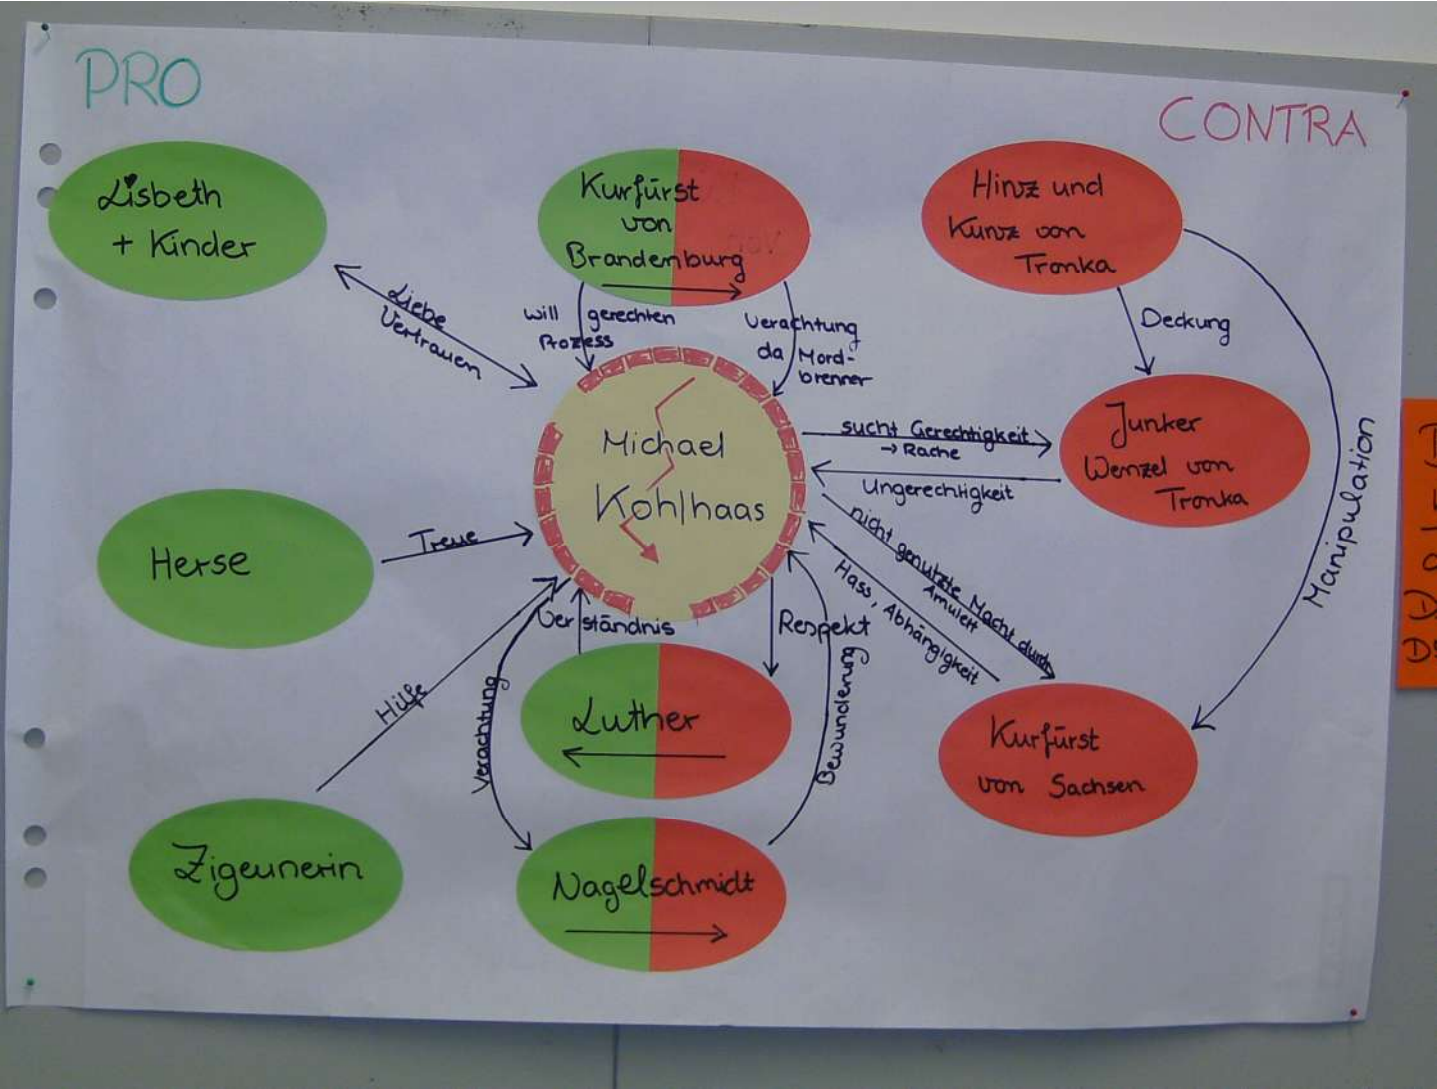 PRO
CONTRA
Lisbeth
+ Kinder
Kurfürst
von
Brandenburg
Hinz und
Kunz von
Tronka
Liebe
Vertrauen
will gerechten
Prozess
Verachtung
da Mord-
brenner
Deckung
Manipulation
Michael
Kohlhaas
sucht Gerechtigkeit
→ Rache
Ungerechtigkeit
Junker
Wenzel von
Tronka
Herse
Treue
nicht genutzte Macht durch
Amulett
Hass, Abhängigkeit
Verständnis
Respekt
Hilfe
Verachtung
Bewunderung
Luther
Kurfürst
von Sachsen
Zigeunerin
Nagelschmidt